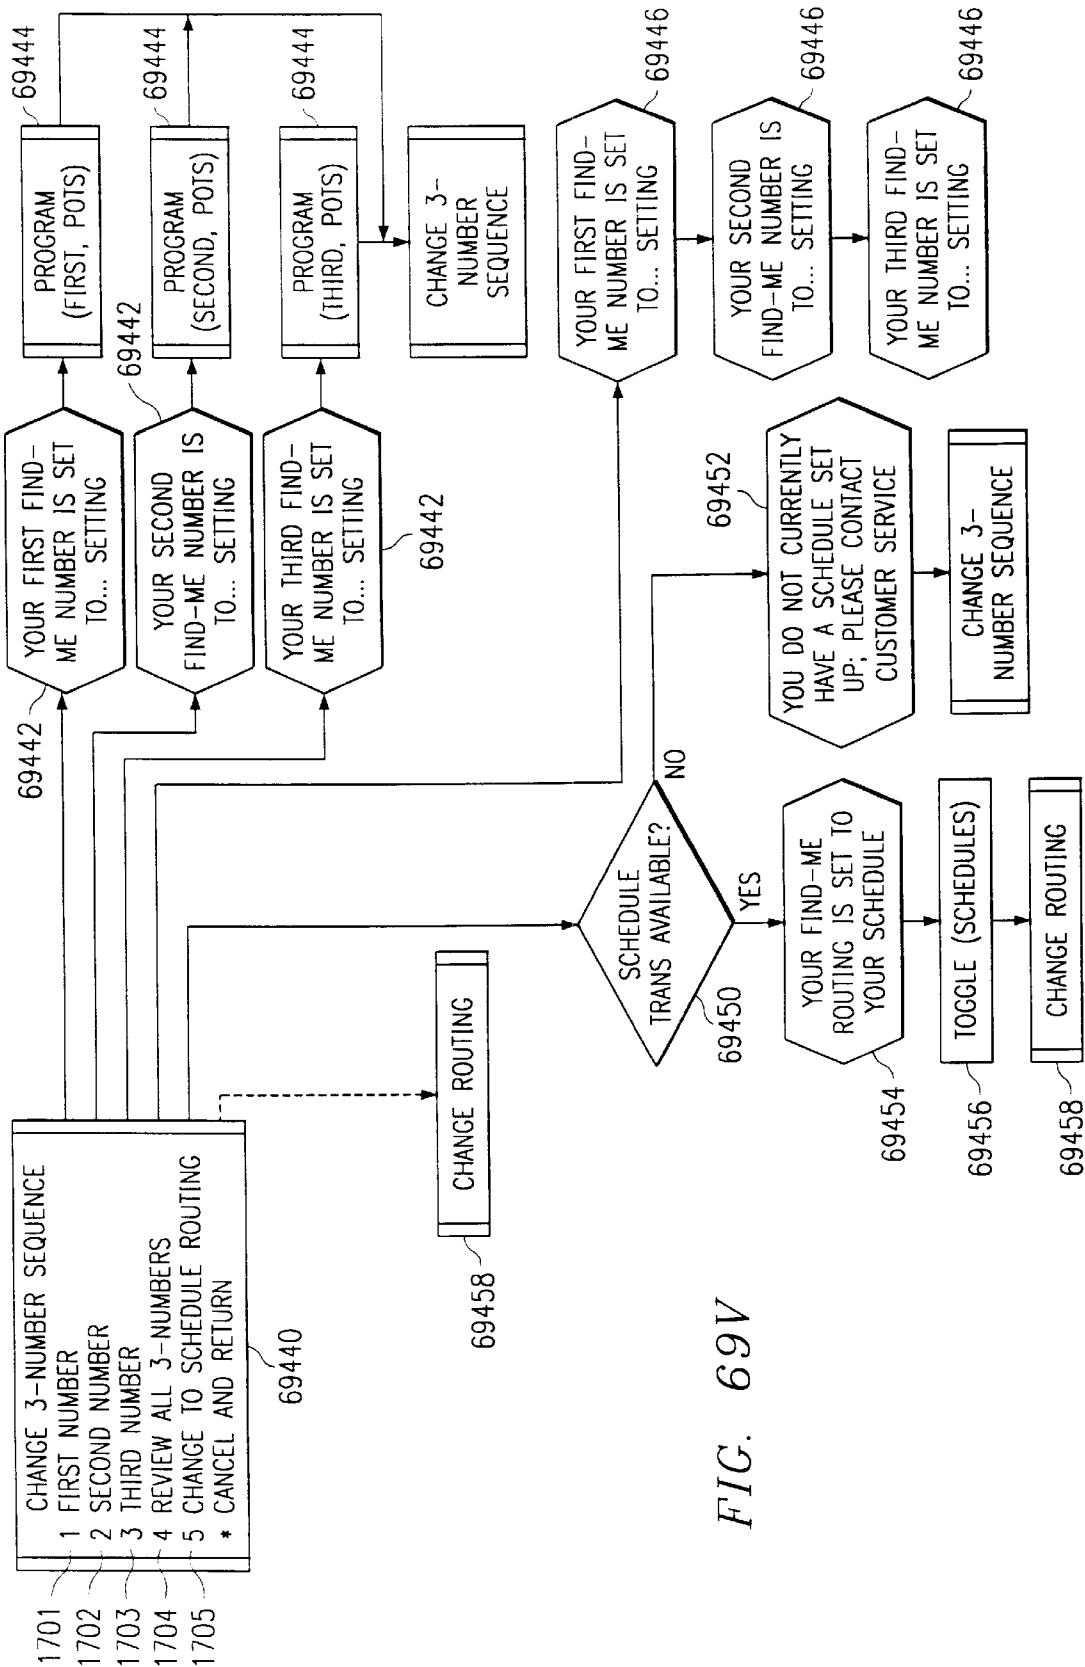 CHANGE 3-NUMBER SEQUENCE
1701
1 FIRST NUMBER
1702
2 SECOND NUMBER
1703
3 THIRD NUMBER
1704
4 REVIEW ALL 3-NUMBERS
1705
5 CHANGE TO SCHEDULE ROUTING
* CANCEL AND RETURN
69440
69442
YOUR FIRST FIND-
ME NUMBER IS SET
TO... SETTING
69444
PROGRAM
(FIRST, POTS)
69442
YOUR SECOND
FIND-ME NUMBER IS
TO... SETTING
69444
PROGRAM
(SECOND, POTS)
69442
YOUR THIRD FIND-
ME NUMBER IS SET
TO... SETTING
69444
PROGRAM
(THIRD, POTS)
CHANGE 3-
NUMBER
SEQUENCE
69446
YOUR FIRST FIND-
ME NUMBER IS SET
TO... SETTING
69446
YOUR SECOND
FIND-ME NUMBER IS
TO... SETTING
69446
YOUR THIRD FIND-
ME NUMBER IS SET
TO... SETTING
CHANGE ROUTING
69458
SCHEDULE
TRANS AVAILABLE?
69450
NO
YES
69452
YOU DO NOT CURRENTLY
HAVE A SCHEDULE SET
UP; PLEASE CONTACT
CUSTOMER SERVICE
CHANGE 3-
NUMBER SEQUENCE
YOUR FIND-ME
ROUTING IS SET TO
YOUR SCHEDULE
69454
TOGGLE (SCHEDULES)
69456
CHANGE ROUTING
69458
FIG. 69V